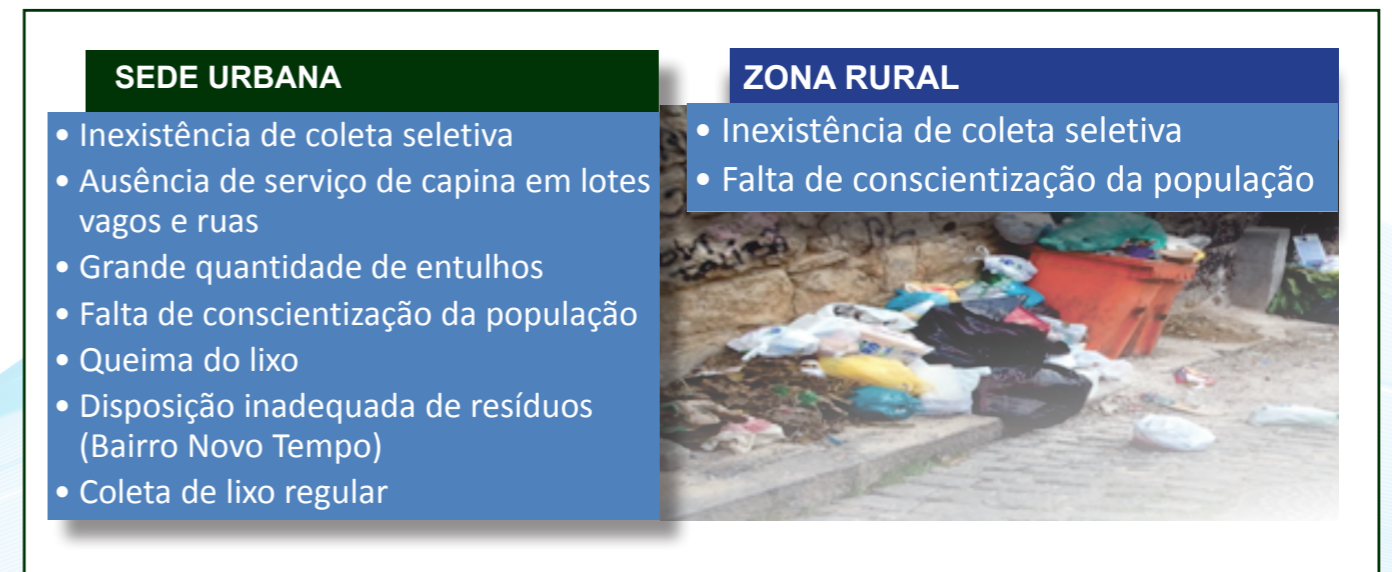 SEDE URBANA
• Inexistência de coleta seletiva
• Ausência de serviço de capina em lotes
vagos e ruas
• Grande quantidade de entulhos
• Falta de conscientização da população
• Queima do lixo
• Disposição inadequada de resíduos
(Bairro Novo Tempo)
• Coleta de lixo regular
ZONA RURAL
• Inexistência de coleta seletiva
• Falta de conscientização da população